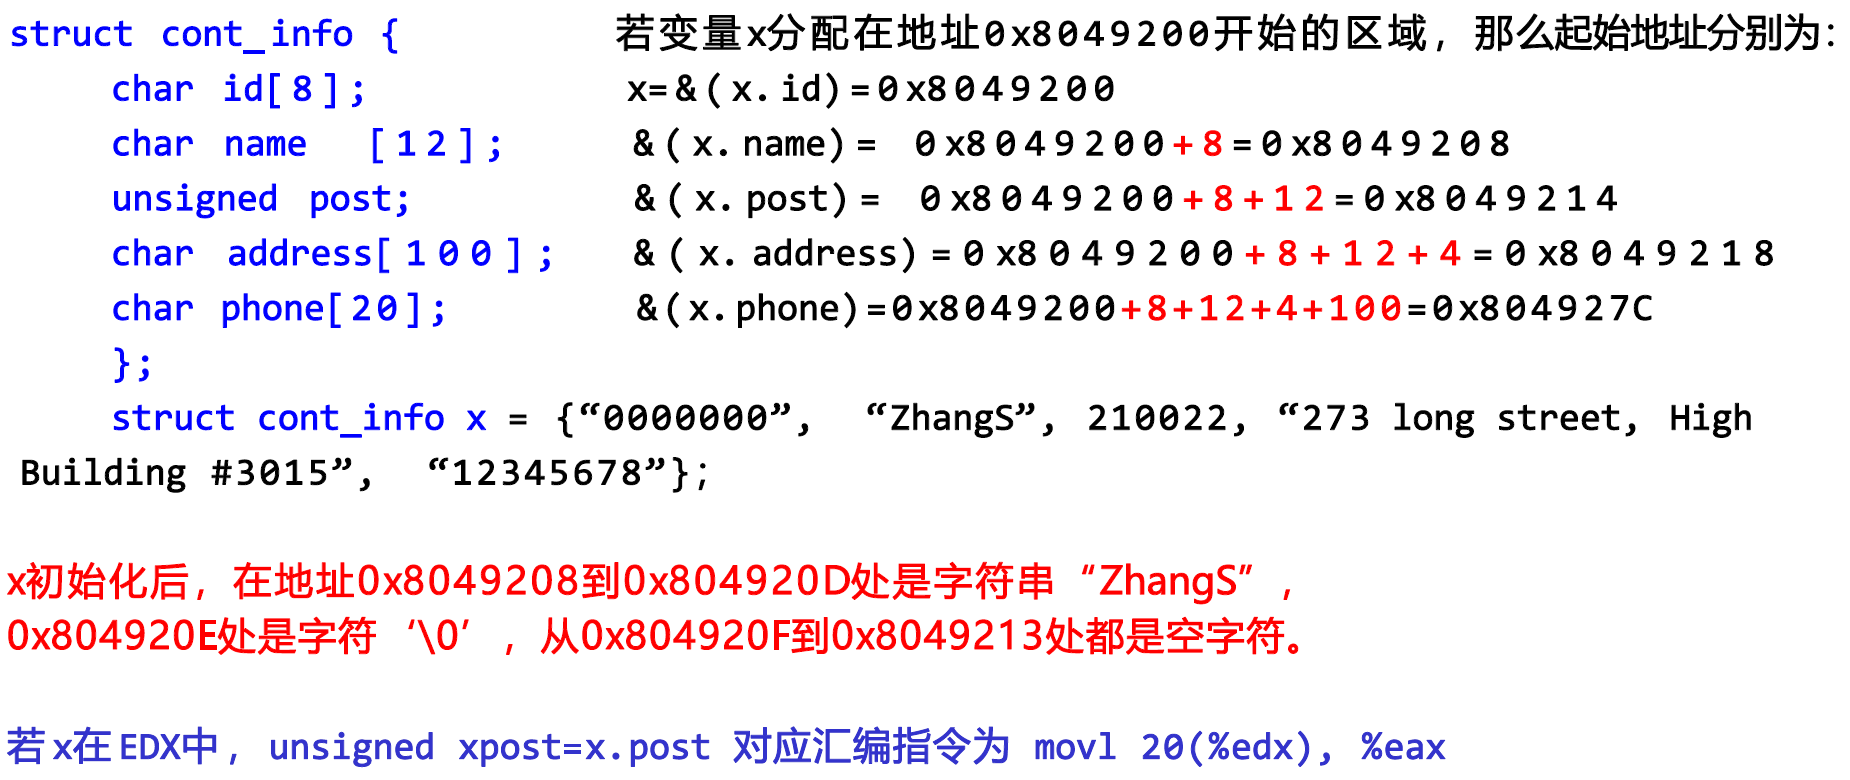 struct cont_info { 若变量x分配在地址0x8049200开始的区域，那么起始地址分别为：
char id[8]; x=&(x.id)=0x8049200
char name [12]; &(x.name)= 0x8049200+8=0x8049208
unsigned post; &(x.post)= 0x8049200+8+12=0x8049214
char address[100]; &(x.address)=0x8049200+8+12+4=0x8049218
char phone[20]; &(x.phone)=0x8049200+8+12+4+100=0x804927C
};
struct cont_info x = {“0000000”, “ZhangS”, 210022, “273 long street, High
Building #3015”, “12345678”};
x初始化后，在地址0x8049208到0x804920D处是字符串“ZhangS”，
0x804920E处是字符‘\0’，从0x804920F到0x8049213处都是空字符。
若x在EDX中，unsigned xpost=x.post 对应汇编指令为 movl 20(%edx), %eax